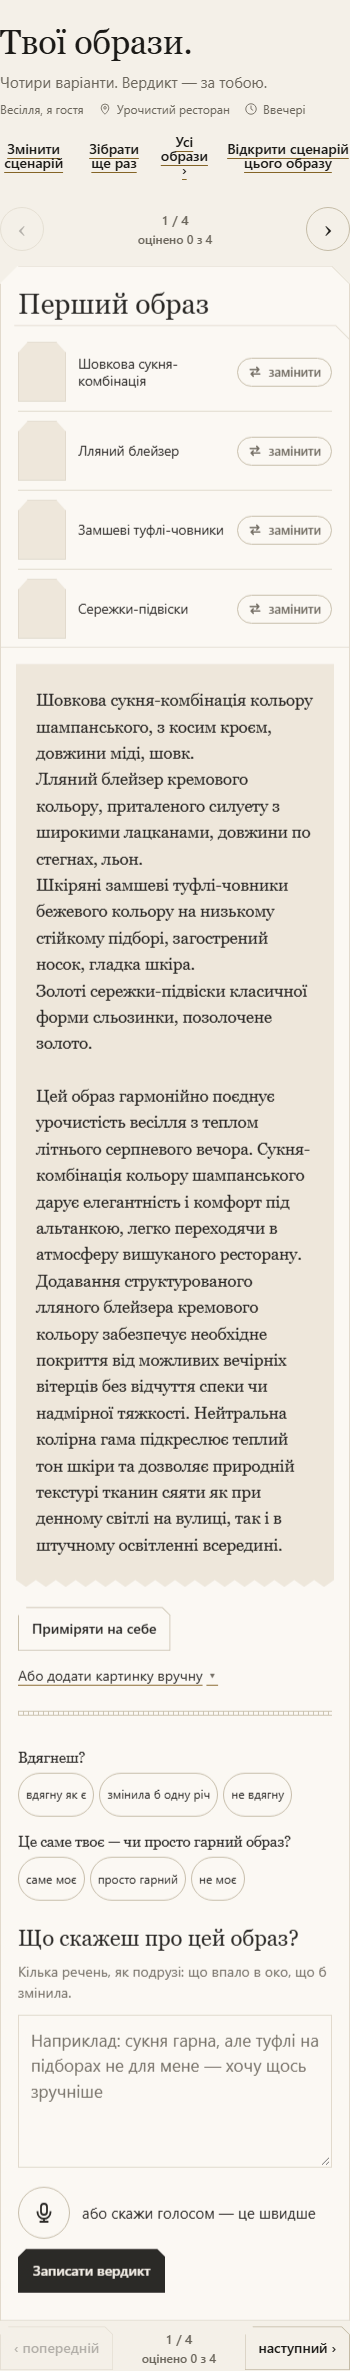 Твої образи.
Чотири варіанти. Вердикт — за тобою.
Весілля, я гостя Урочистий ресторан Ввечері
Змінити сценарій Зібрати ще раз Усі образи › Відкрити сценарій цього образу
‹ 1 / 4 ›
оцінено 0 з 4
Перший образ
Шовкова сукня-
комбінація
⇄ замінити
Лляний блейзер ⇄ замінити
Замшеві туфлі-човники ⇄ замінити
Сережки-підвіски ⇄ замінити
Шовкова сукня-комбінація кольору
шампанського, з косим кроєм,
довжини міді, шовк.
Лляний блейзер кремового
кольору, приталеного силуету з
широкими лацканами, довжини по
стегнах, льон.
Шкіряні замшеві туфлі-човники
бежевого кольору на низькому
стійкому підборі, загострений
носок, гладка шкіра.
Золоті сережки-підвіски класичної
форми сльозинки, позолочене
золото.
Цей образ гармонійно поєднує
урочистість весілля з теплом
літнього серпневого вечора. Сукня-
комбінація кольору шампанського
дарує елегантність і комфорт під
альтанкою, легко переходячи в
атмосферу вишуканого ресторану.
Додавання структурованого
лляного блейзера кремового
кольору забезпечує необхідне
покриття від можливих вечірніх
вітерців без відчуття спеки чи
надмірної тяжкості. Нейтральна
колірна гама підкреслює теплий
тон шкіри та дозволяє природній
текстурі тканин сяяти як при
денному світлі на вулиці, так і в
штучному освітленні всередині.
Приміряти на себе
Або додати картинку вручну ▾
Вдягнеш?
вдягну як є змінила б одну річ не вдягну
Це саме твоє — чи просто гарний образ?
саме моє просто гарний не моє
Що скажеш про цей образ?
Кілька речень, як подрузі: що впало в око, що б
змінила.
Наприклад: сукня гарна, але туфлі на
підборах не для мене — хочу щось
зручніше
або скажи голосом — це швидше
Записати вердикт
‹ попередній 1 / 4 наступний ›
оцінено 0 з 4